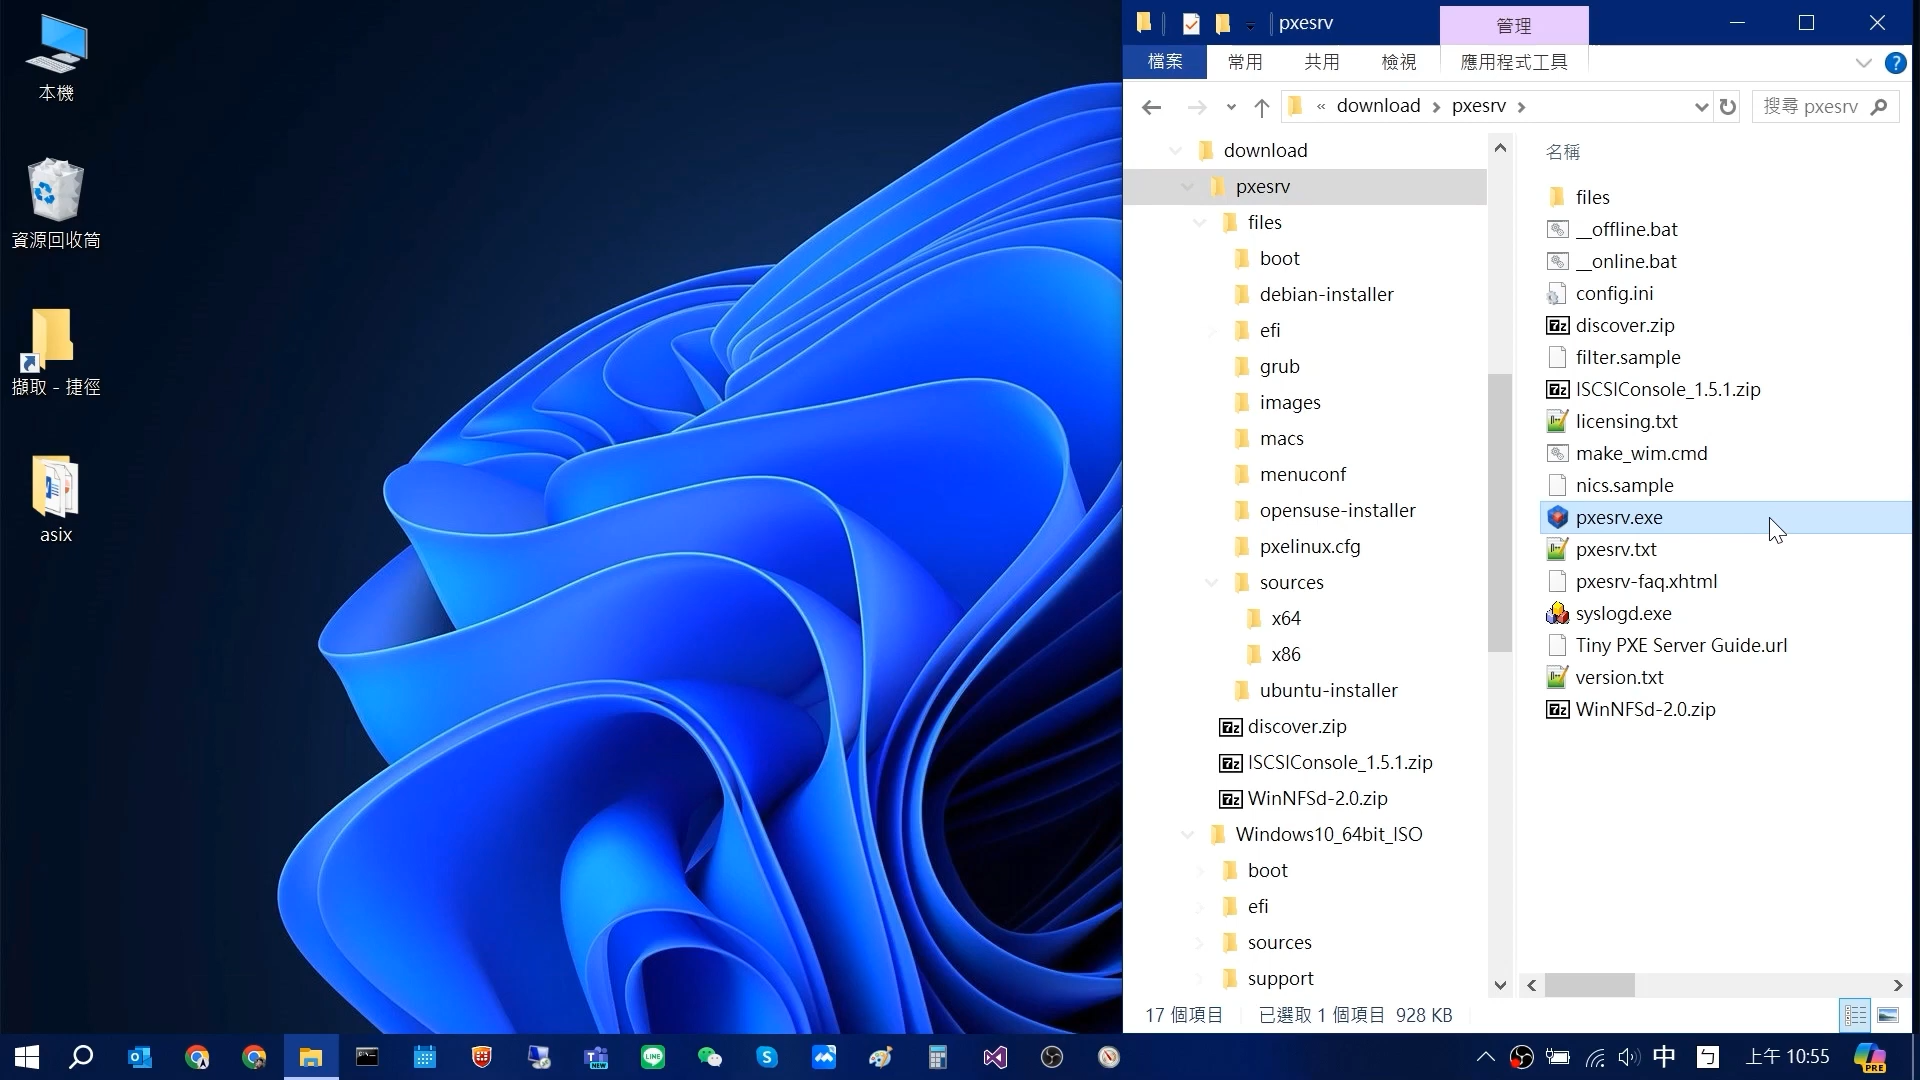 本機
資源回收筒
擷取 - 捷徑
asix
pxesrv
管理
檔案
常用
共用
檢視
應用程式工具
?
« download › pxesrv ›
搜尋 pxesrv
download
pxesrv
files
boot
debian-installer
efi
grub
images
macs
menuconf
opensuse-installer
pxelinux.cfg
sources
x64
x86
ubuntu-installer
discover.zip
ISCSIConsole_1.5.1.zip
WinNFSd-2.0.zip
Windows10_64bit_ISO
boot
efi
sources
support
名稱
files
__offline.bat
__online.bat
config.ini
discover.zip
filter.sample
ISCSIConsole_1.5.1.zip
licensing.txt
make_wim.cmd
nics.sample
pxesrv.exe
pxesrv.txt
pxesrv-faq.xhtml
syslogd.exe
Tiny PXE Server Guide.url
version.txt
WinNFSd-2.0.zip
17 個項目
已選取 1 個項目 928 KB
中
ㄅ
上午 10:55
PRE